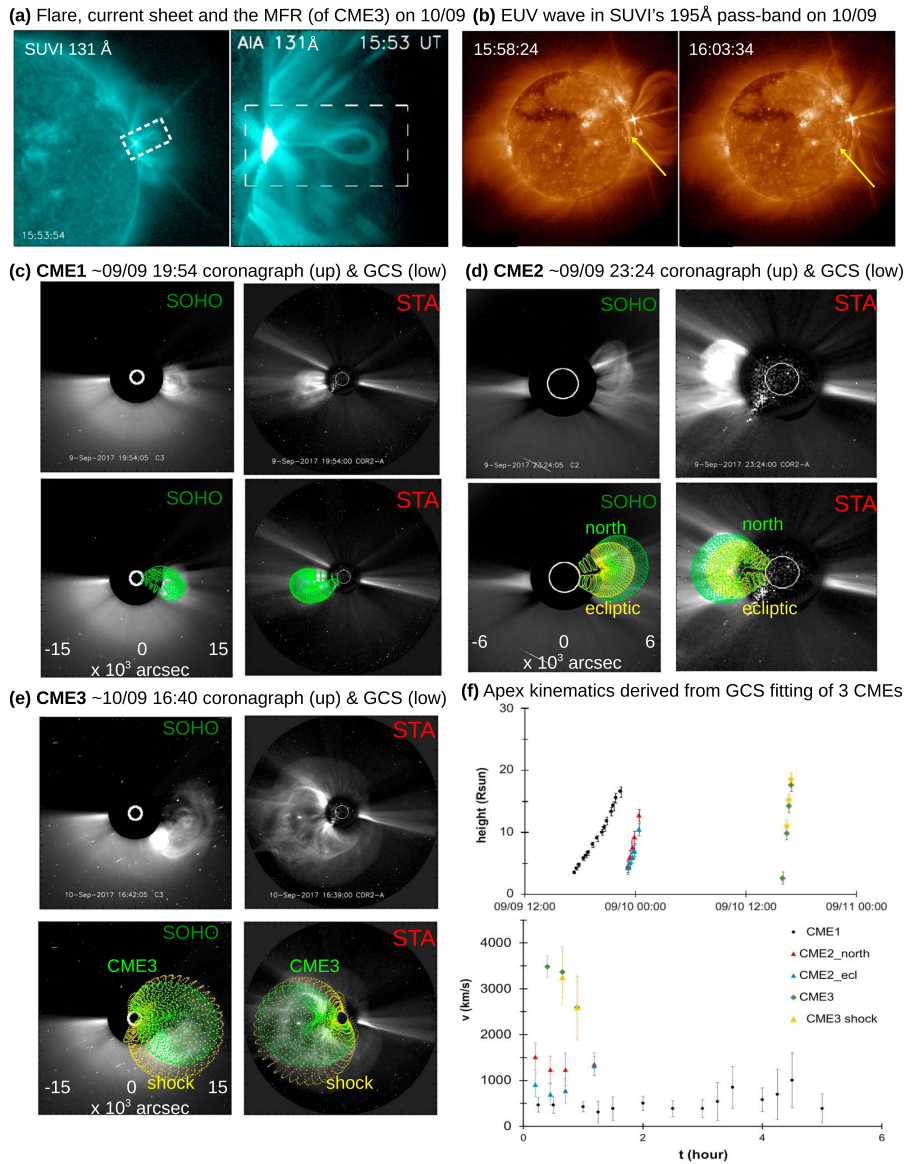 (a) Flare, current sheet and the MFR (of CME3) on 10/09
SUVI 131 Å
15:53:54
AIA 131Å 15:53 UT
(b) EUV wave in SUVI's 195Å pass-band on 10/09
15:58:24
16:03:34
(c) CME1 ~09/09 19:54 coronagraph (up) & GCS (low)
SOHO
9-Sep-2017 19:54:05 C3
STA
9-Sep-2017 19:54:00 COR2-A
SOHO
-15 0 15
x 10³ arcsec
STA
(d) CME2 ~09/09 23:24 coronagraph (up) & GCS (low)
SOHO
9-Sep-2017 23:24:05 C2
STA
9-Sep-2017 23:24:00 COR2-A
SOHO
north
ecliptic
-6 0 6
x 10³ arcsec
STA
north
ecliptic
(e) CME3 ~10/09 16:40 coronagraph (up) & GCS (low)
SOHO
10-Sep-2017 16:42:05 C3
STA
10-Sep-2017 16:39:00 COR2-A
SOHO
CME3
shock
-15 0 15
x 10³ arcsec
STA
CME3
shock
(f) Apex kinematics derived from GCS fitting of 3 CMEs
height (Rsun)
30
20
10
0
09/09 12:00 09/10 00:00 09/10 12:00 09/11 00:00
v (km/s)
4000
3000
2000
1000
0
CME1
CME2_north
CME2_ecl
CME3
CME3 shock
0 2 4 6
t (hour)